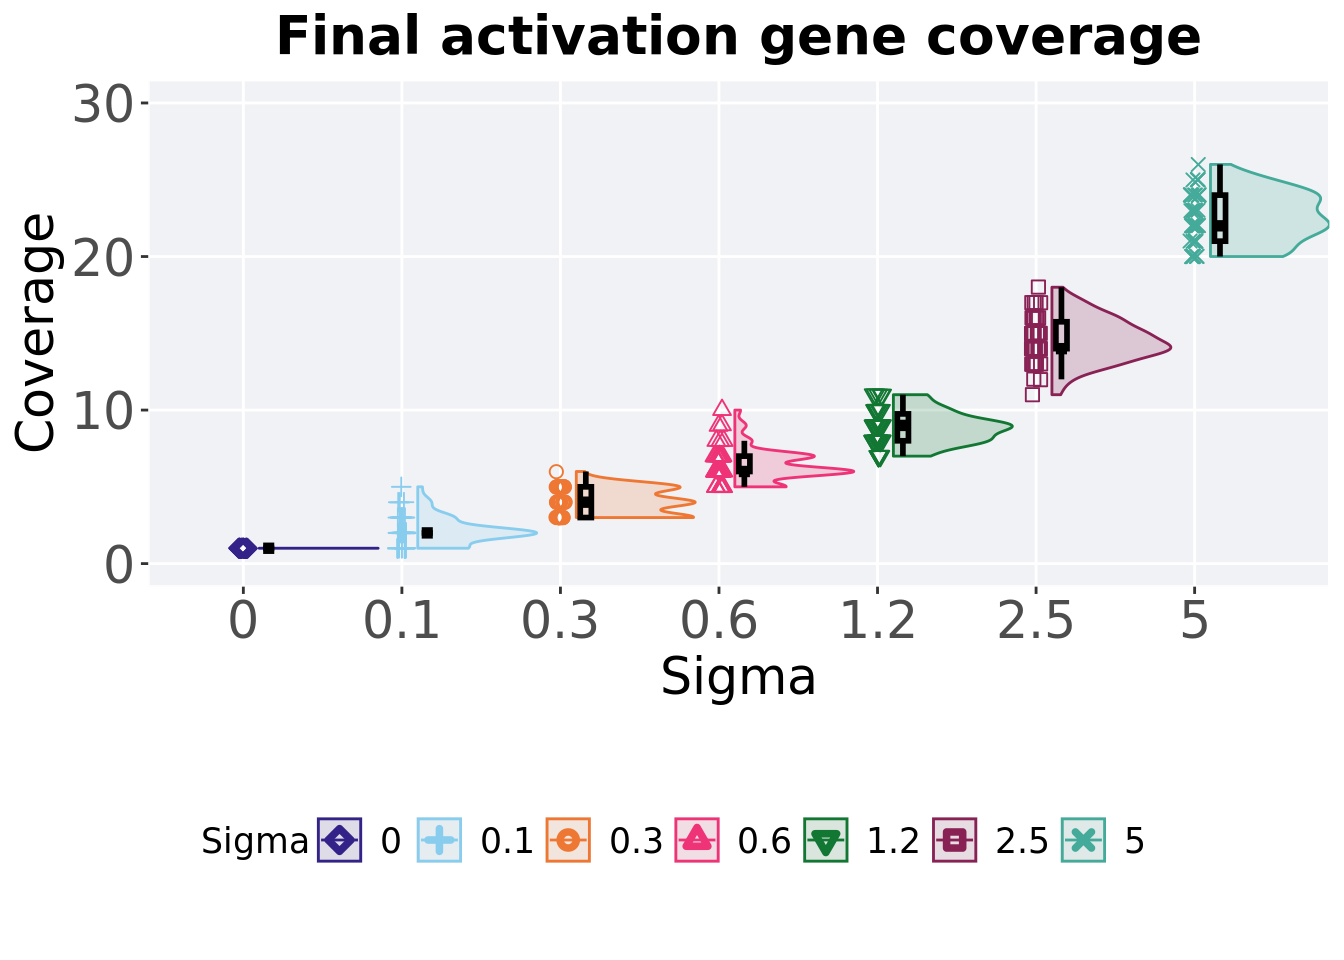 Final activation gene coverage
30
20
10
0
Coverage
0 0.1 0.3 0.6 1.2 2.5 5
Sigma
Sigma 0 0.1 0.3 0.6 1.2 2.5 5